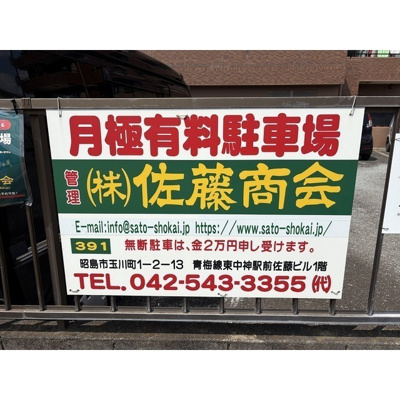 月極有料駐車場
管理 (株)佐藤商会
E-mail:info@sato-shokai.jp https://www.sato-shokai.jp/
391 無断駐車は、金2万円申し受けます。
昭島市玉川町1-2-13 青梅線東中神駅前佐藤ビル1階
TEL. 042-543-3355(代)